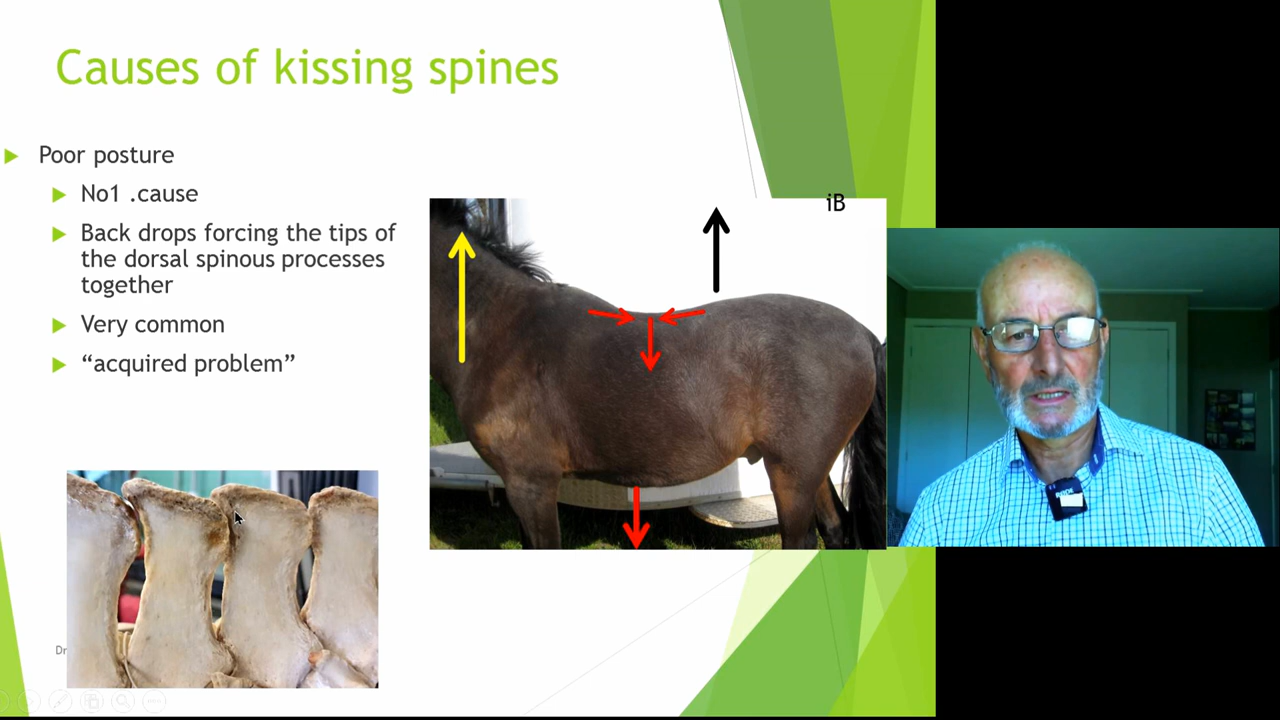 Causes of kissing spines
Poor posture
No1 .cause
Back drops forcing the tips of
the dorsal spinous processes
together
Very common
“acquired problem”
iB
Dr